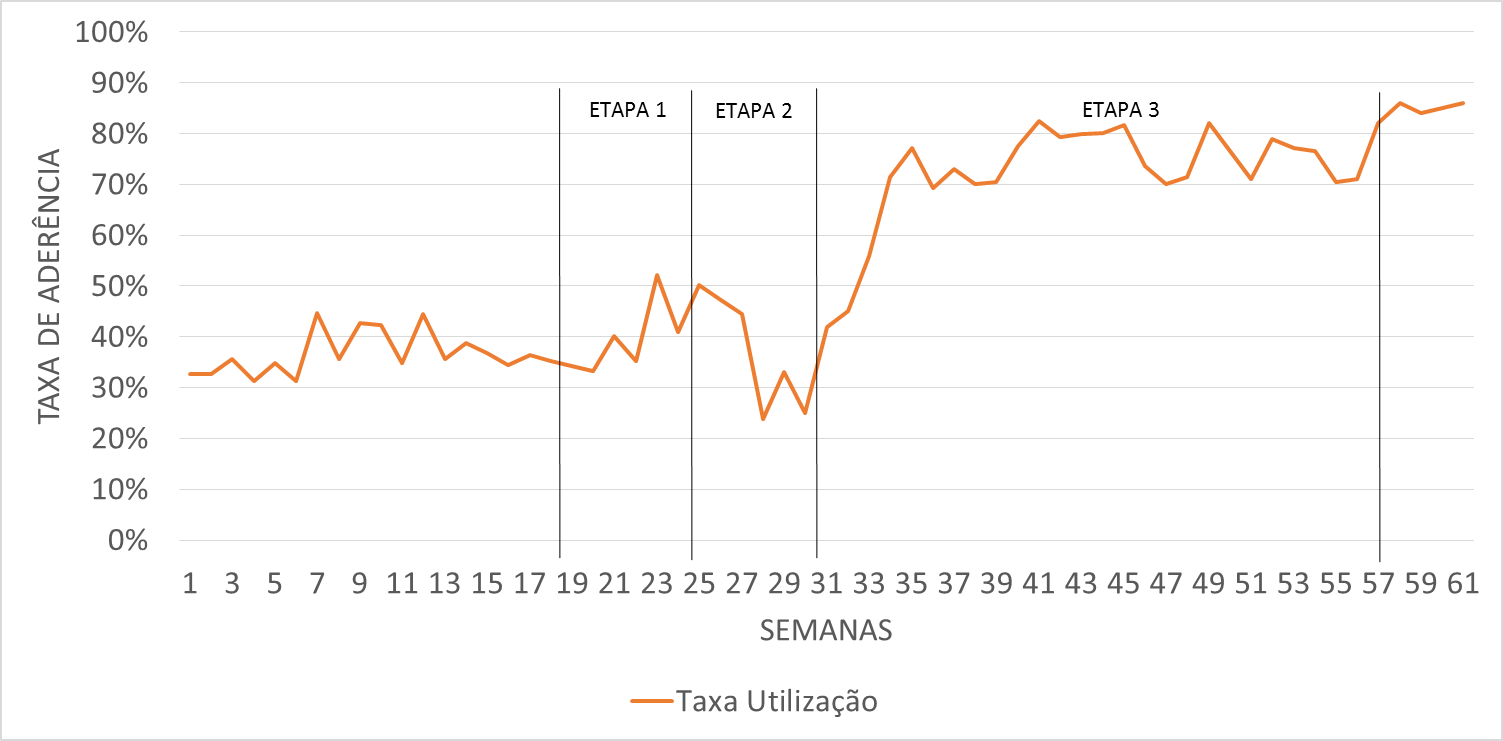 100%
90%
80%
70%
60%
50%
40%
30%
20%
10%
0%
TAXA DE ADERÊNCIA
ETAPA 1 ETAPA 2 ETAPA 3
1 3 5 7 9 11 13 15 17 19 21 23 25 27 29 31 33 35 37 39 41 43 45 47 49 51 53 55 57 59 61
SEMANAS
Taxa Utilização